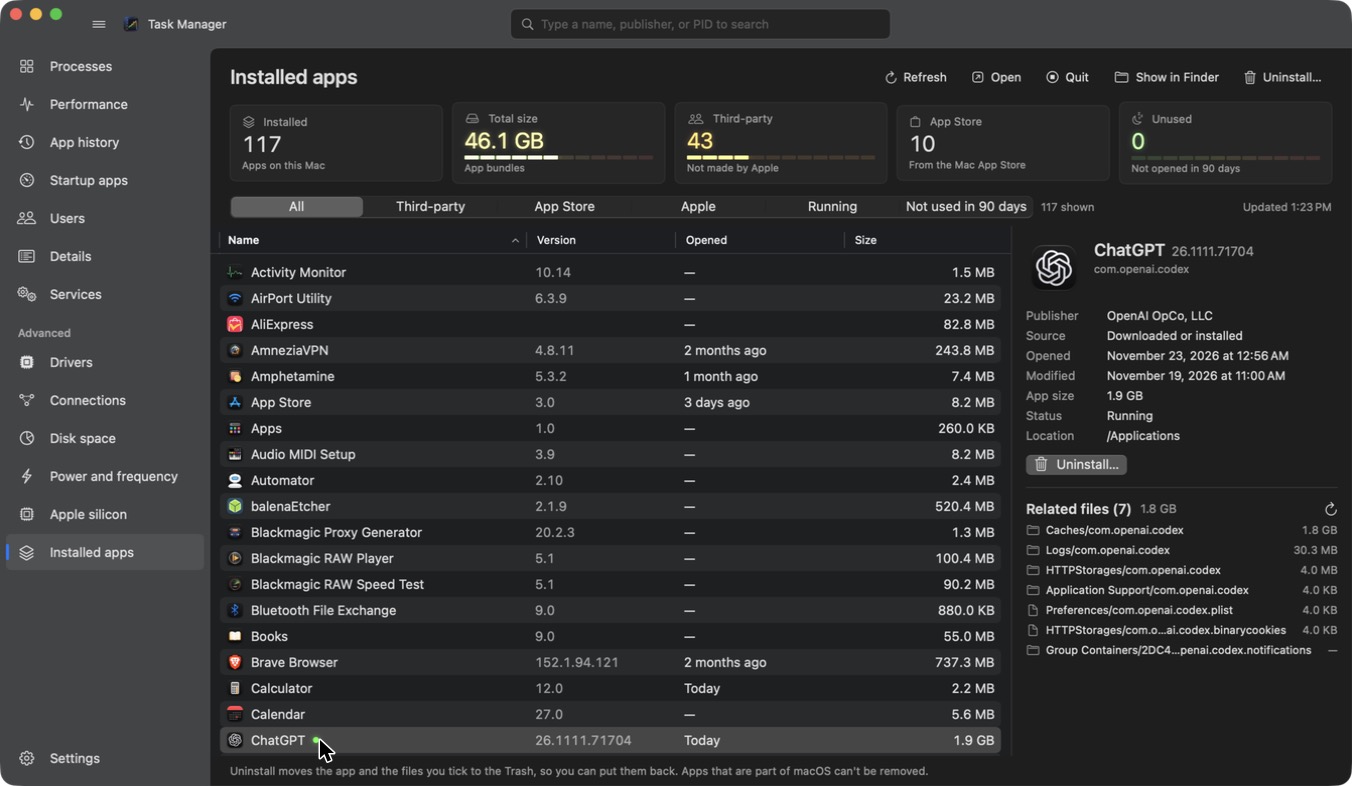 Task Manager
Type a name, publisher, or PID to search
Processes
Performance
App history
Startup apps
Users
Details
Services
Advanced
Drivers
Connections
Disk space
Power and frequency
Apple silicon
Installed apps
Settings
Installed apps
Refresh
Open
Quit
Show in Finder
Uninstall...
Installed
117
Apps on this Mac
Total size
46.1 GB
App bundles
Third-party
43
Not made by Apple
App Store
10
From the Mac App Store
Unused
0
Not opened in 90 days
All Third-party App Store Apple Running Not used in 90 days 117 shown Updated 1:23 PM
Name Version Opened Size
Activity Monitor 10.14 — 1.5 MB
AirPort Utility 6.3.9 — 23.2 MB
AliExpress — 82.8 MB
AmneziaVPN 4.8.11 2 months ago 243.8 MB
Amphetamine 5.3.2 1 month ago 7.4 MB
App Store 3.0 3 days ago 8.2 MB
Apps 1.0 — 260.0 KB
Audio MIDI Setup 3.9 — 8.2 MB
Automator 2.10 — 2.4 MB
balenaEtcher 2.1.9 — 520.4 MB
Blackmagic Proxy Generator 20.2.3 — 1.3 MB
Blackmagic RAW Player 5.1 — 100.4 MB
Blackmagic RAW Speed Test 5.1 — 90.2 MB
Bluetooth File Exchange 9.0 — 880.0 KB
Books 9.0 — 55.0 MB
Brave Browser 152.1.94.121 2 months ago 737.3 MB
Calculator 12.0 Today 2.2 MB
Calendar 27.0 — 5.6 MB
ChatGPT 26.1111.71704 Today 1.9 GB
Uninstall moves the app and the files you tick to the Trash, so you can put them back. Apps that are part of macOS can't be removed.
ChatGPT 26.1111.71704
com.openai.codex
Publisher OpenAI OpCo, LLC
Source Downloaded or installed
Opened November 23, 2026 at 12:56 AM
Modified November 19, 2026 at 11:00 AM
App size 1.9 GB
Status Running
Location /Applications
Uninstall...
Related files (7) 1.8 GB
Caches/com.openai.codex 1.8 GB
Logs/com.openai.codex 30.3 MB
HTTPStorages/com.openai.codex 4.0 MB
Application Support/com.openai.codex 4.0 KB
Preferences/com.openai.codex.plist 4.0 KB
HTTPStorages/com.o...ai.codex.binarycookies 4.0 KB
Group Containers/2DC4...penai.codex.notifications —